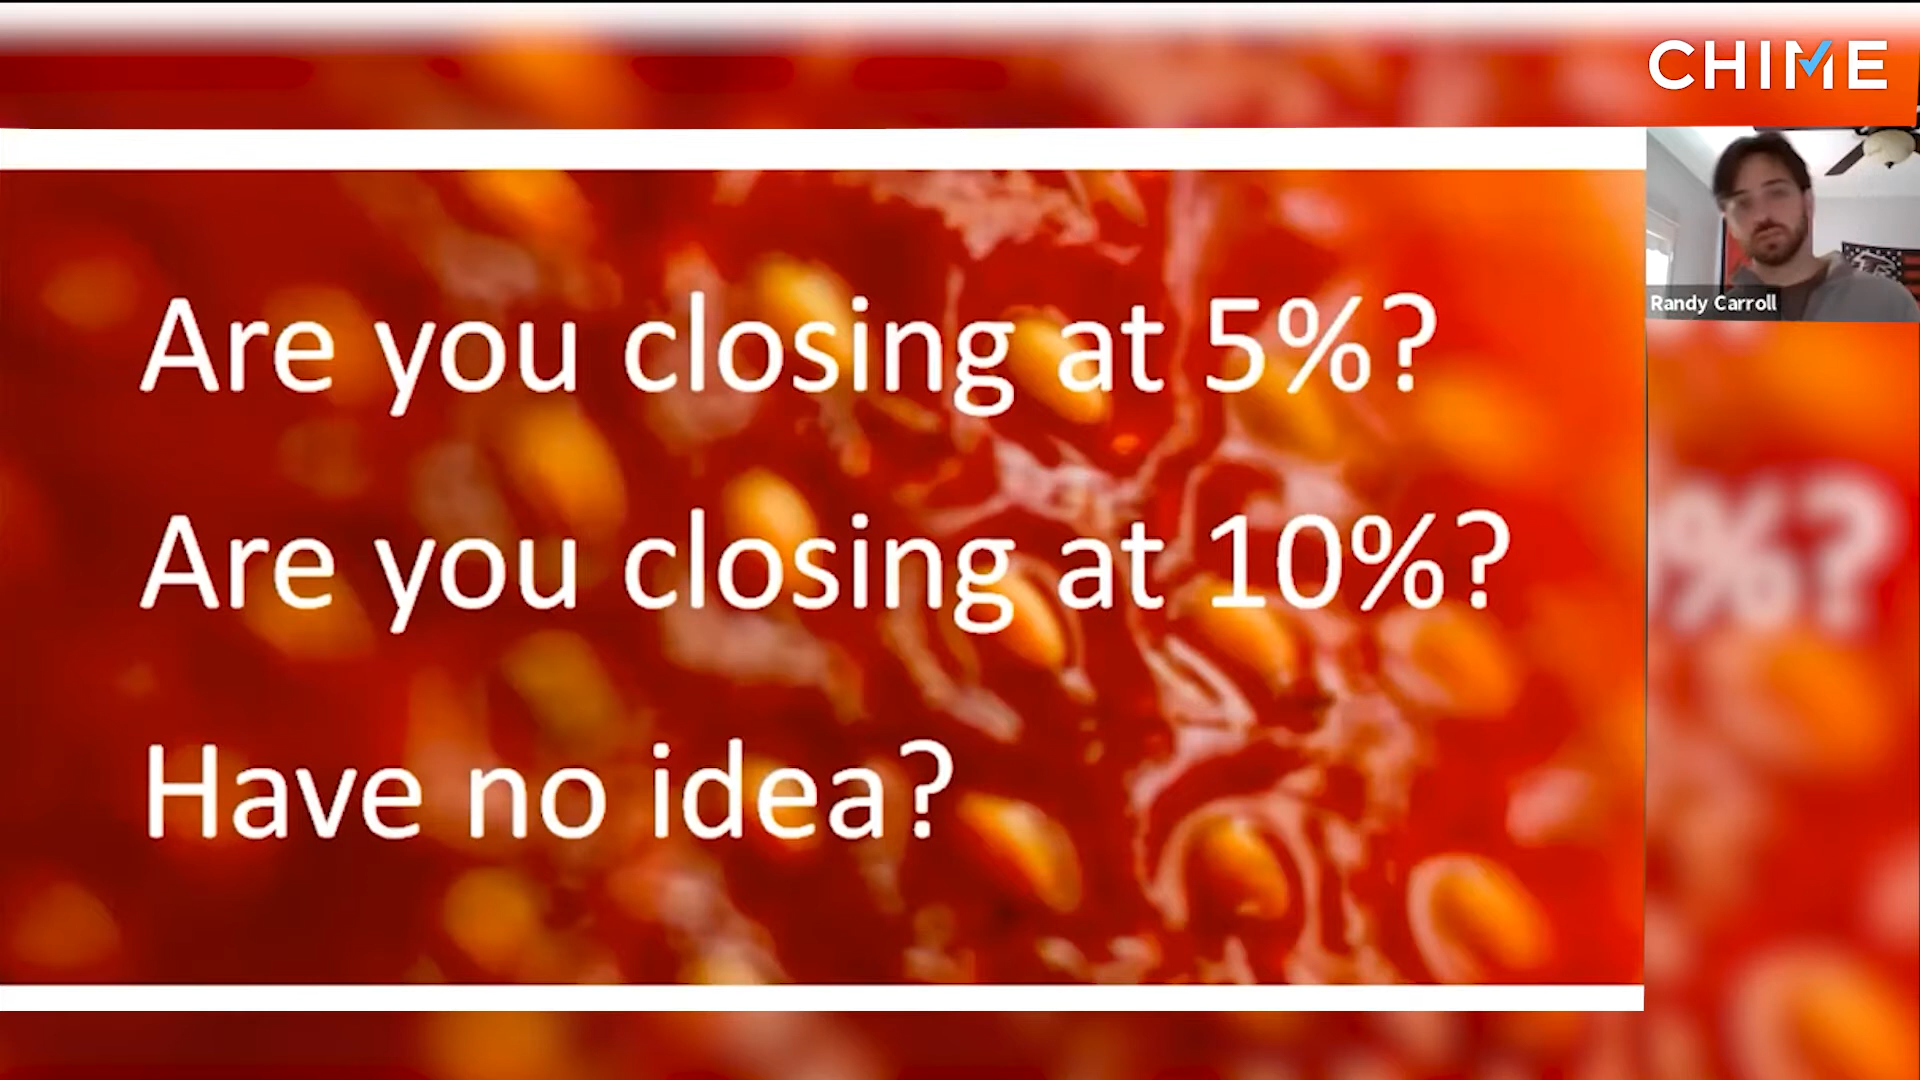 CHIME
Are you closing at 5%?
Randy Carroll
Are you closing at 10%?
%?
Have no idea?